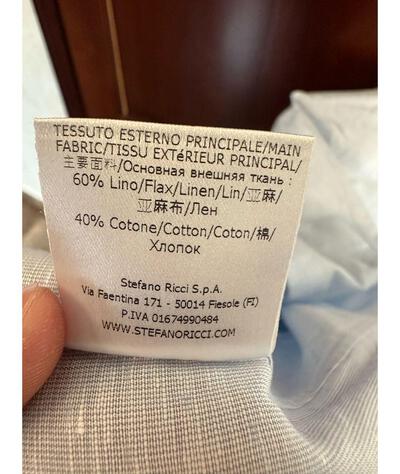 TESSUTO ESTERNO PRINCIPALE/MAIN
FABRIC/TISSU EXTéRIEUR PRINCIPAL/
主要面料/Основная внешняя ткань :
60% Lino/Flax/Linen/Lin/亚麻/
亚麻布/Лен
40% Cotone/Cotton/Coton/棉/
Хлопок
Stefano Ricci S.p.A.
Via Faentina 171 - 50014 Fiesole (FI)
P.IVA 01674990484
WWW.STEFANORICCI.COM